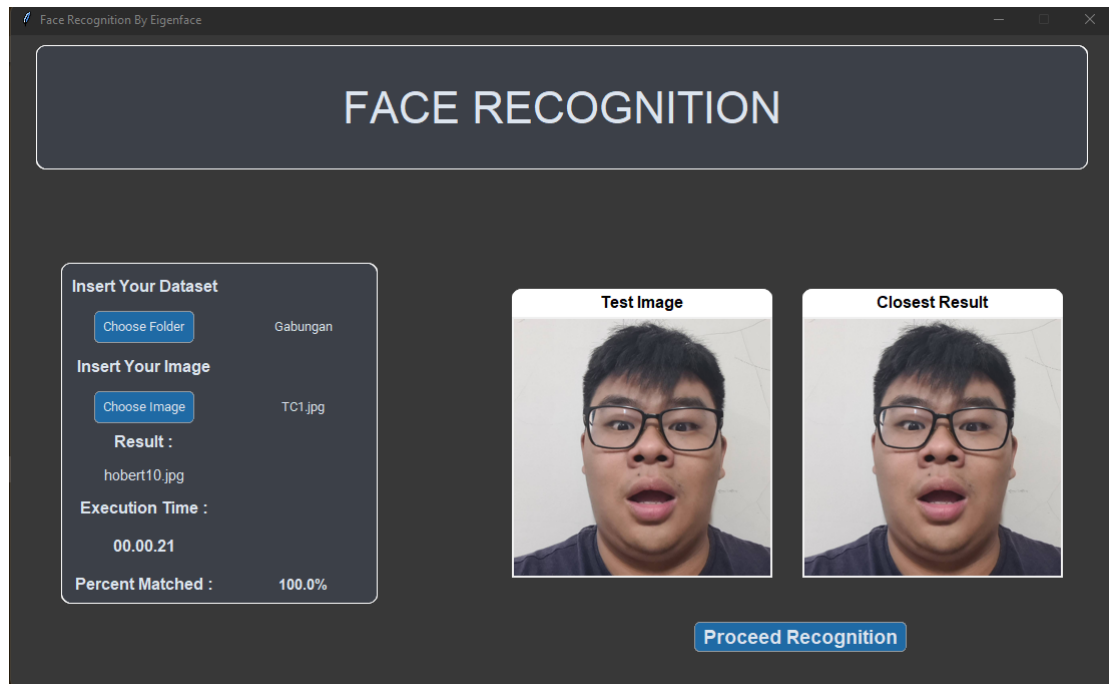 Face Recognition By Eigenface
FACE RECOGNITION
Insert Your Dataset
Choose Folder Gabungan
Insert Your Image
Choose Image TC1.jpg
Result :
hobert10.jpg
Execution Time :
00.00.21
Percent Matched : 100.0%
Test Image
Closest Result
Proceed Recognition